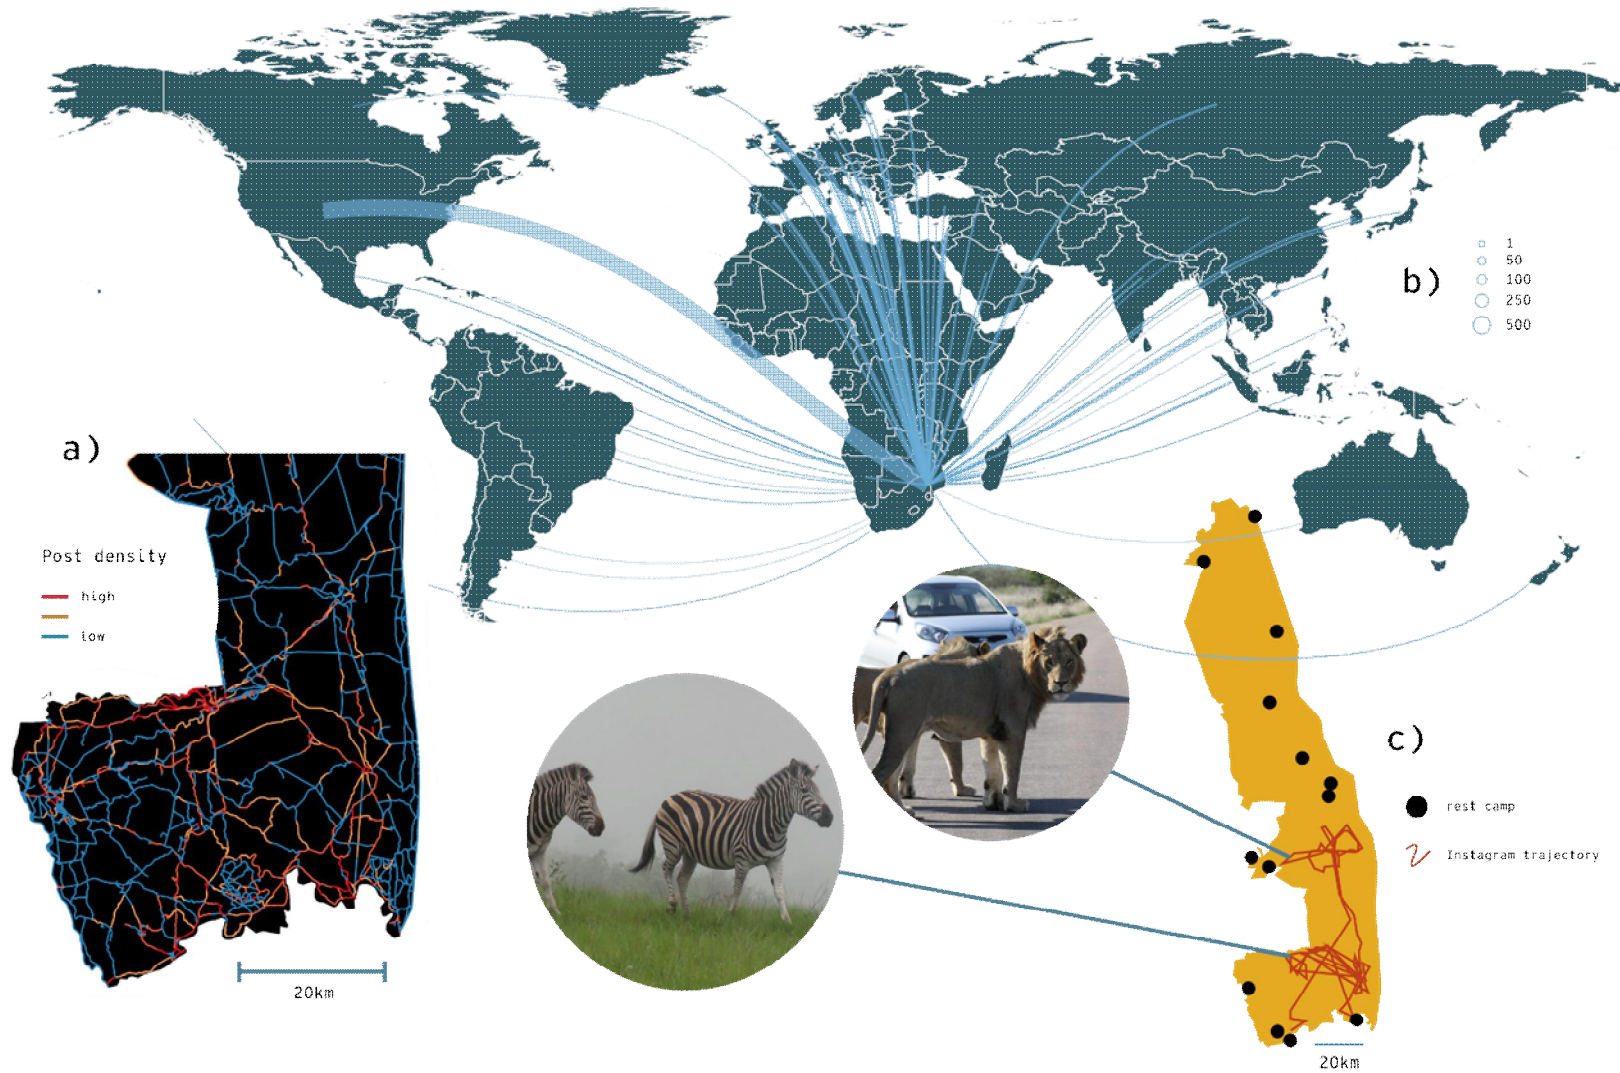 b)
1
50
100
250
500
a)
Post density
high
low
20km
c)
rest camp
Instagram trajectory
20km